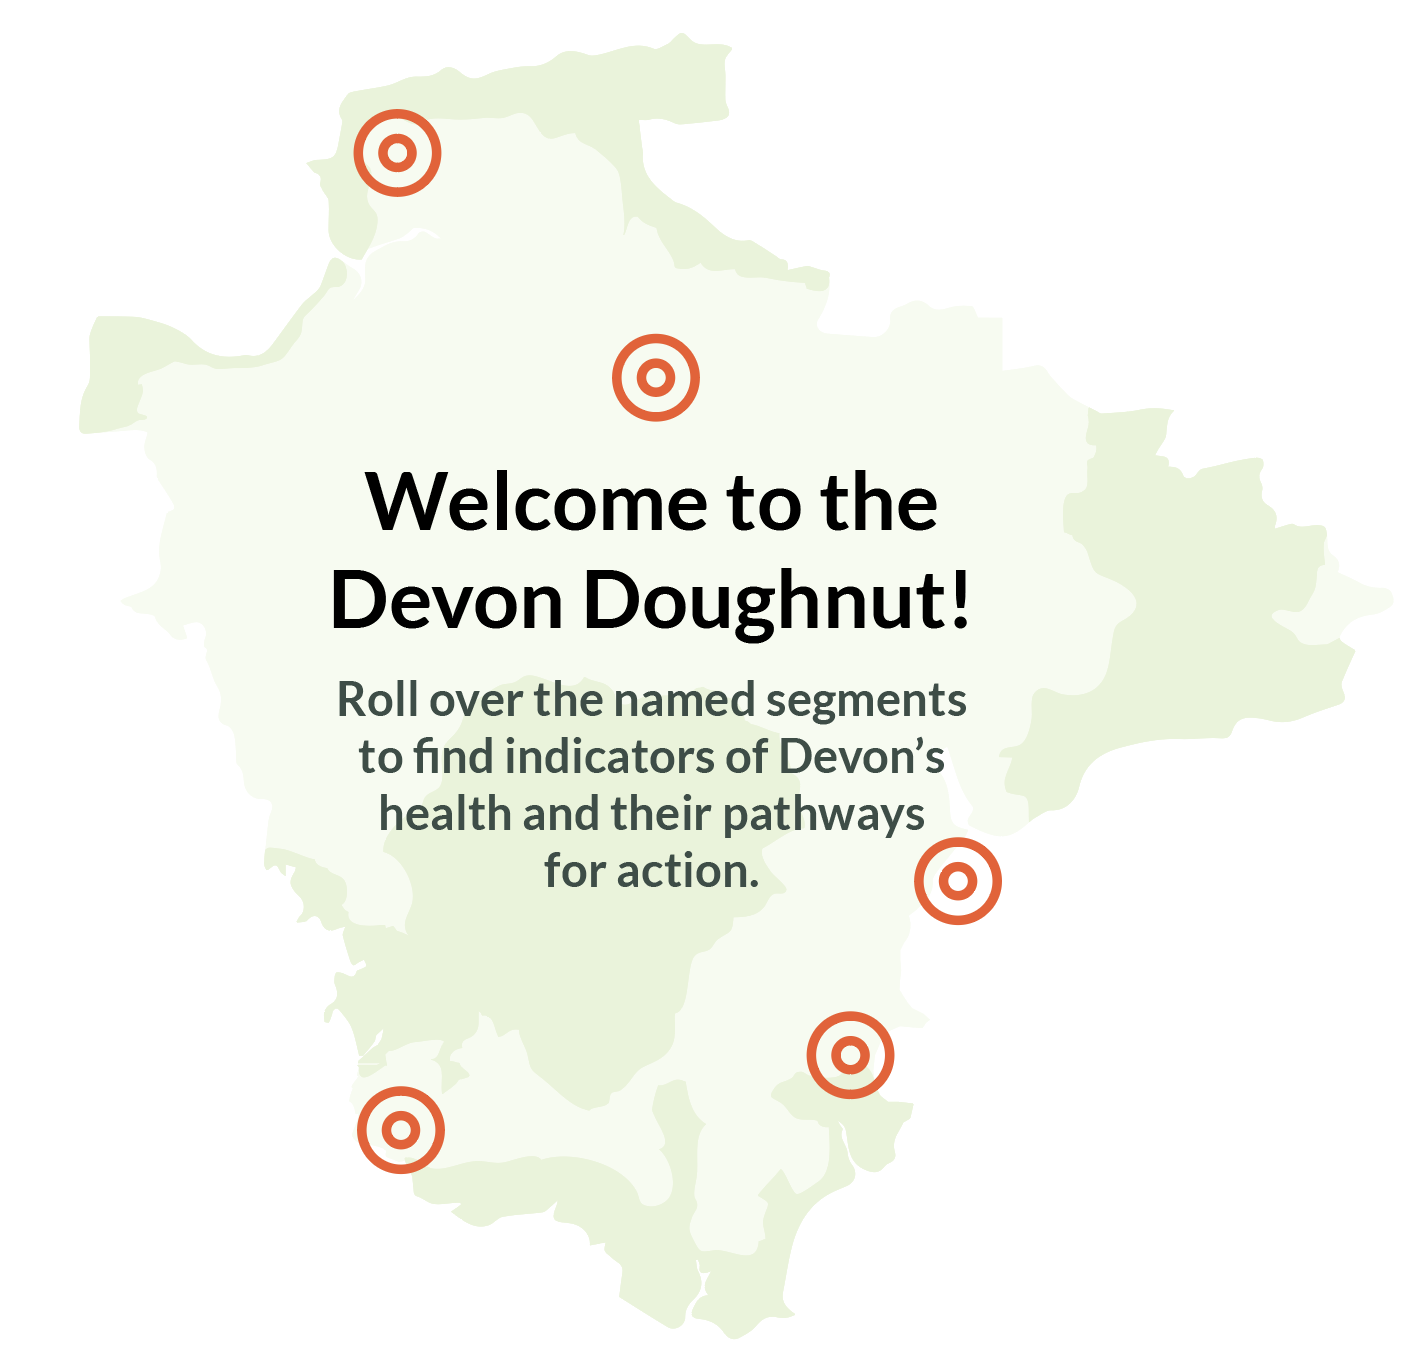 Welcome to the
Devon Doughnut!
Roll over the named segments
to find indicators of Devon’s
health and their pathways
for action.